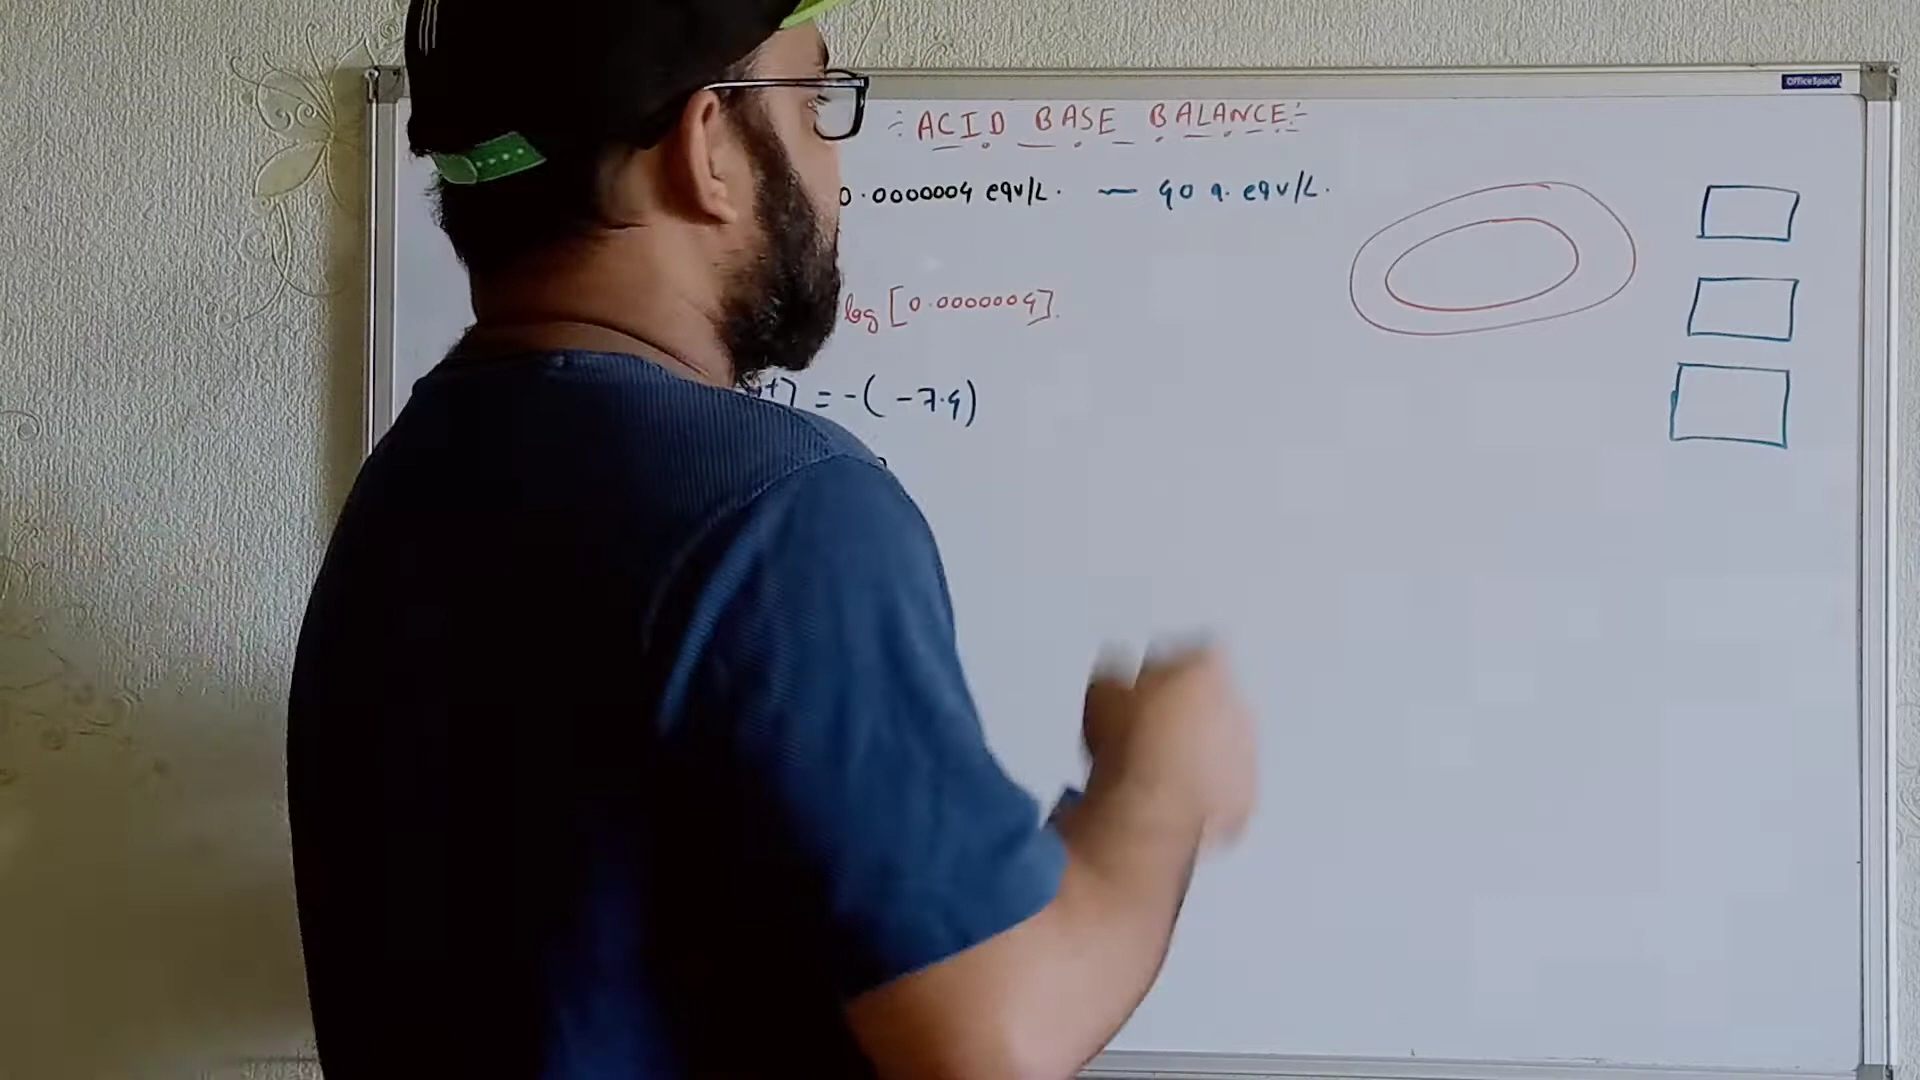 OfficeSpace
ACID BASE BALANCE
0.0000004 eqv/L. — 40 n. eqv/L.
log [0.0000004].
+] = -( -7.4)